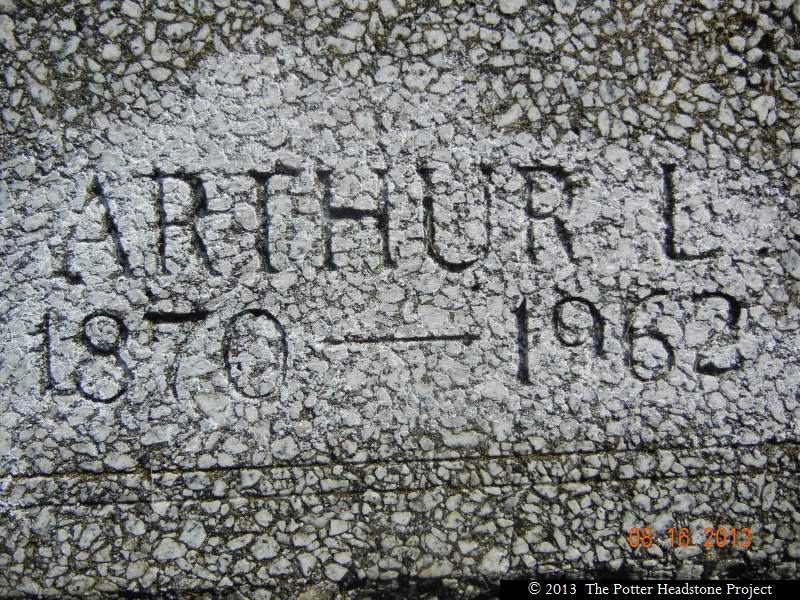 ARTHUR L
1870 — 1962
08 16 2013
© 2013 The Potter Headstone Project